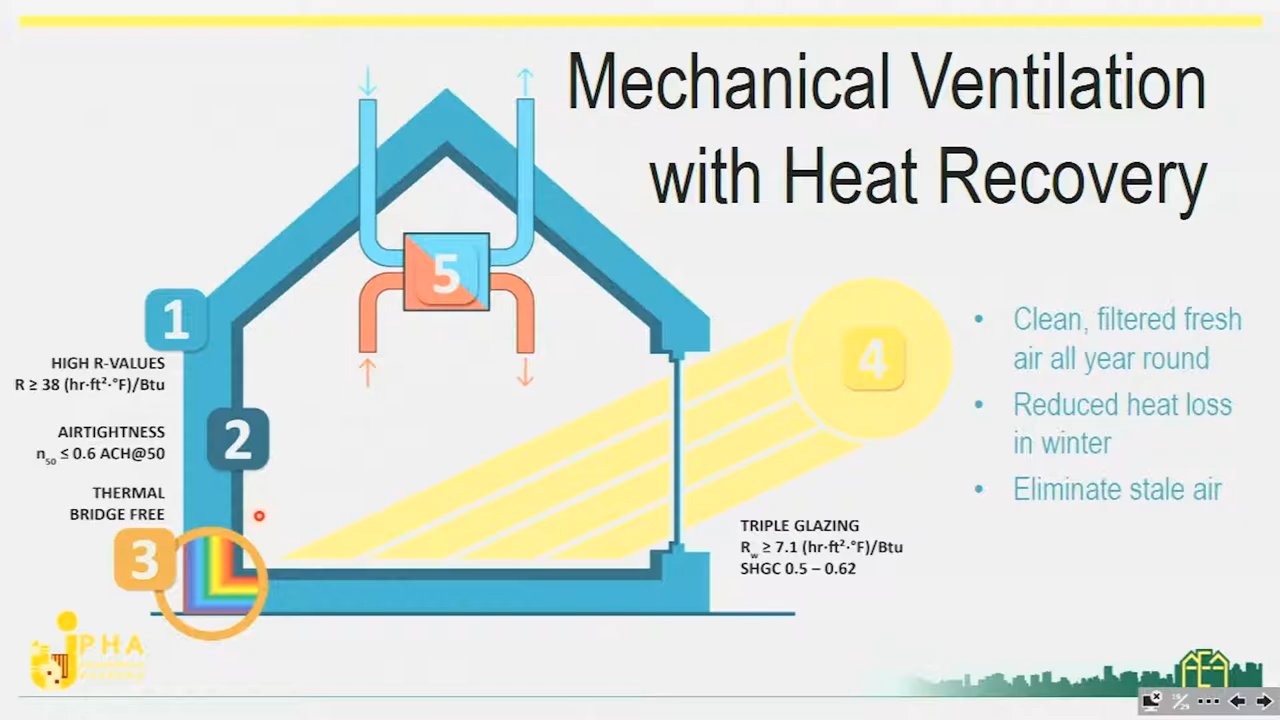 Mechanical Ventilation
with Heat Recovery
5
1
HIGH R-VALUES
R ≥ 38 (hr·ft²·°F)/Btu
2
AIRTIGHTNESS
n50 ≤ 0.6 ACH@50
THERMAL
BRIDGE FREE
3
4
TRIPLE GLAZING
Rw ≥ 7.1 (hr·ft²·°F)/Btu
SHGC 0.5 – 0.62
• Clean, filtered fresh
air all year round
• Reduced heat loss
in winter
• Eliminate stale air
PHA
AEA